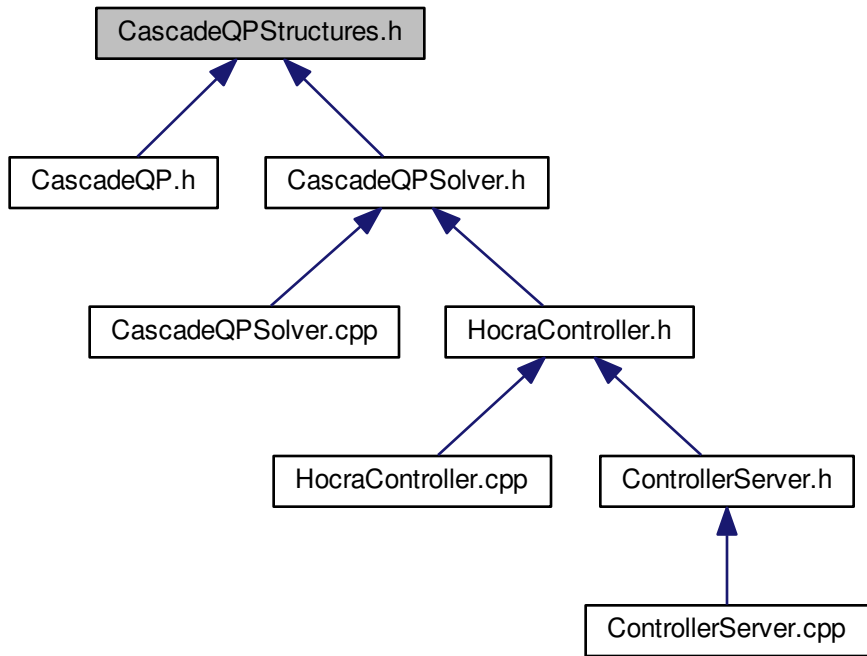 CascadeQPStructures.h
CascadeQP.h
CascadeQPSolver.h
CascadeQPSolver.cpp
HocraController.h
HocraController.cpp
ControllerServer.h
ControllerServer.cpp